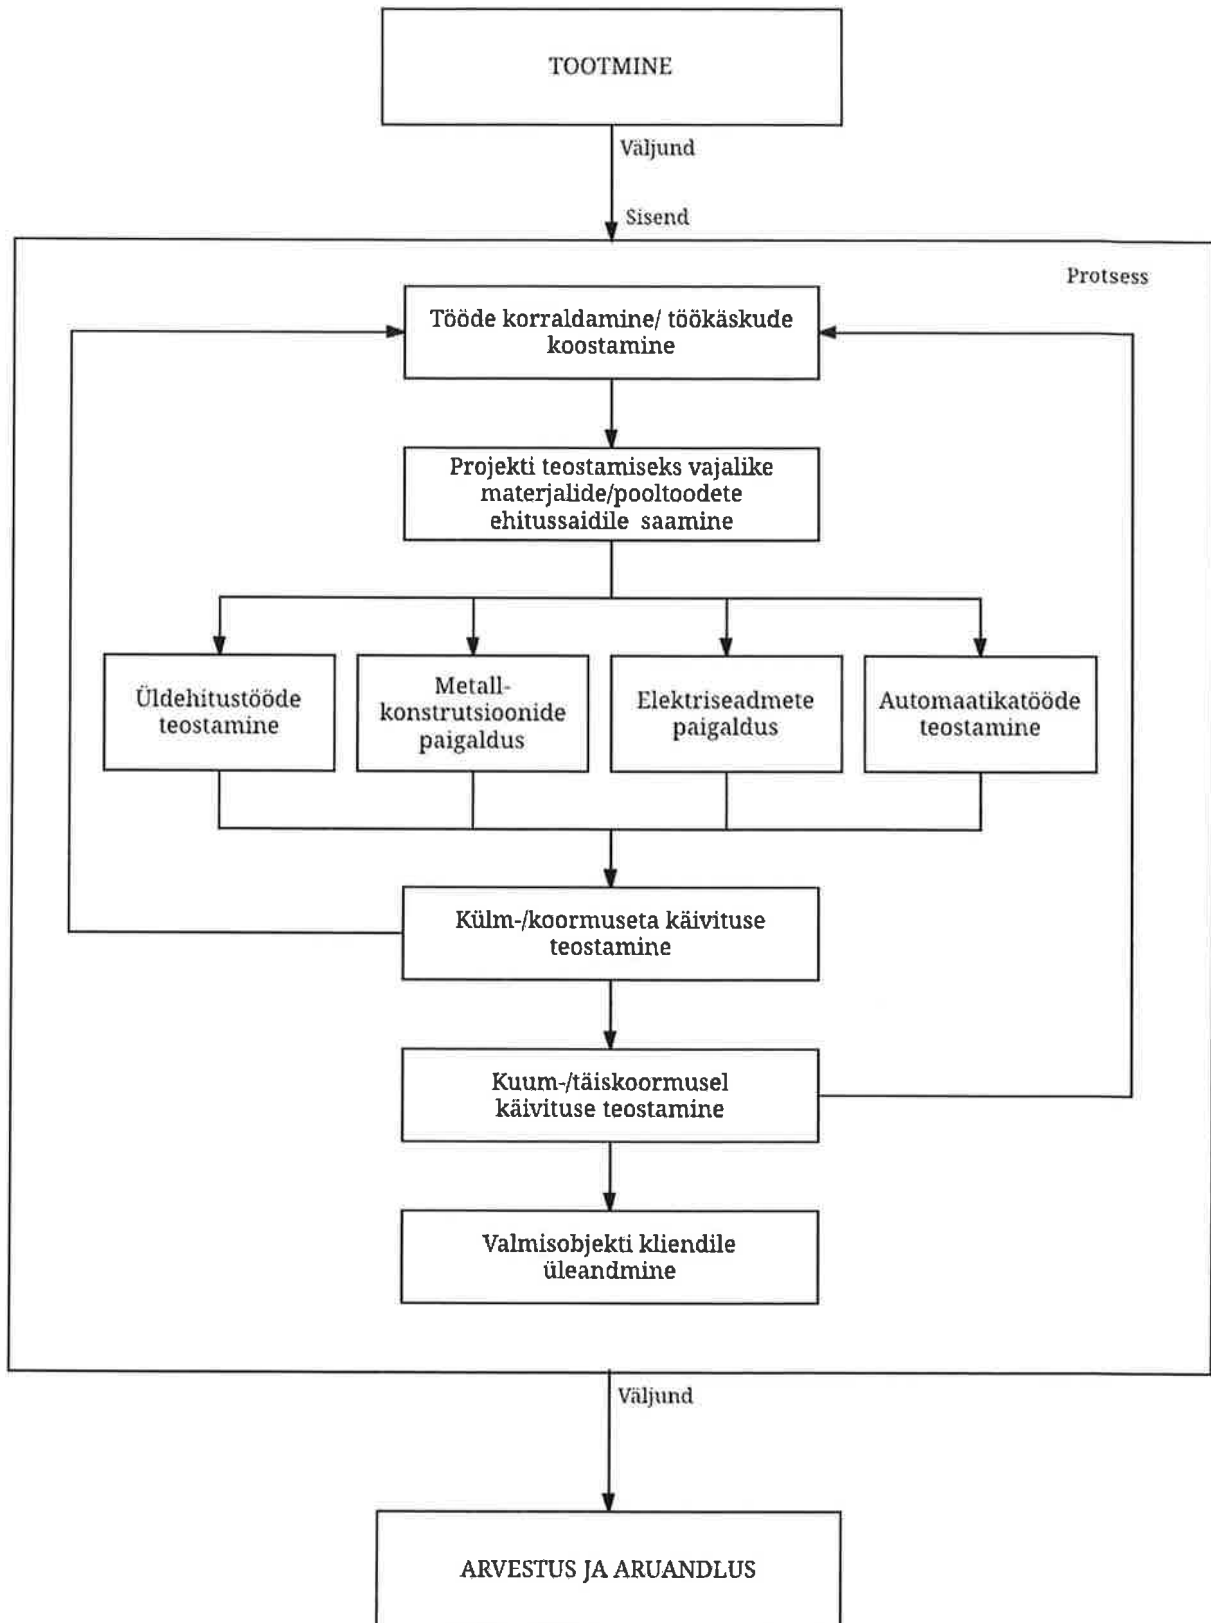 TOOTMINE
Väljund
Sisend
Protsess
Tööde korraldamine/ töökäskude
koostamine
Projekti teostamiseks vajalike
materjalide/pooltoodete
ehitussaidile saamine
Üldehitustööde
teostamine
Metall-
konstrutsioonide
paigaldus
Elektriseadmete
paigaldus
Automaatikatööde
teostamine
Külm-/koormuseta käivituse
teostamine
Kuum-/täiskoormusel
käivituse teostamine
Valmisobjekti kliendile
üleandmine
Väljund
ARVESTUS JA ARUANDLUS